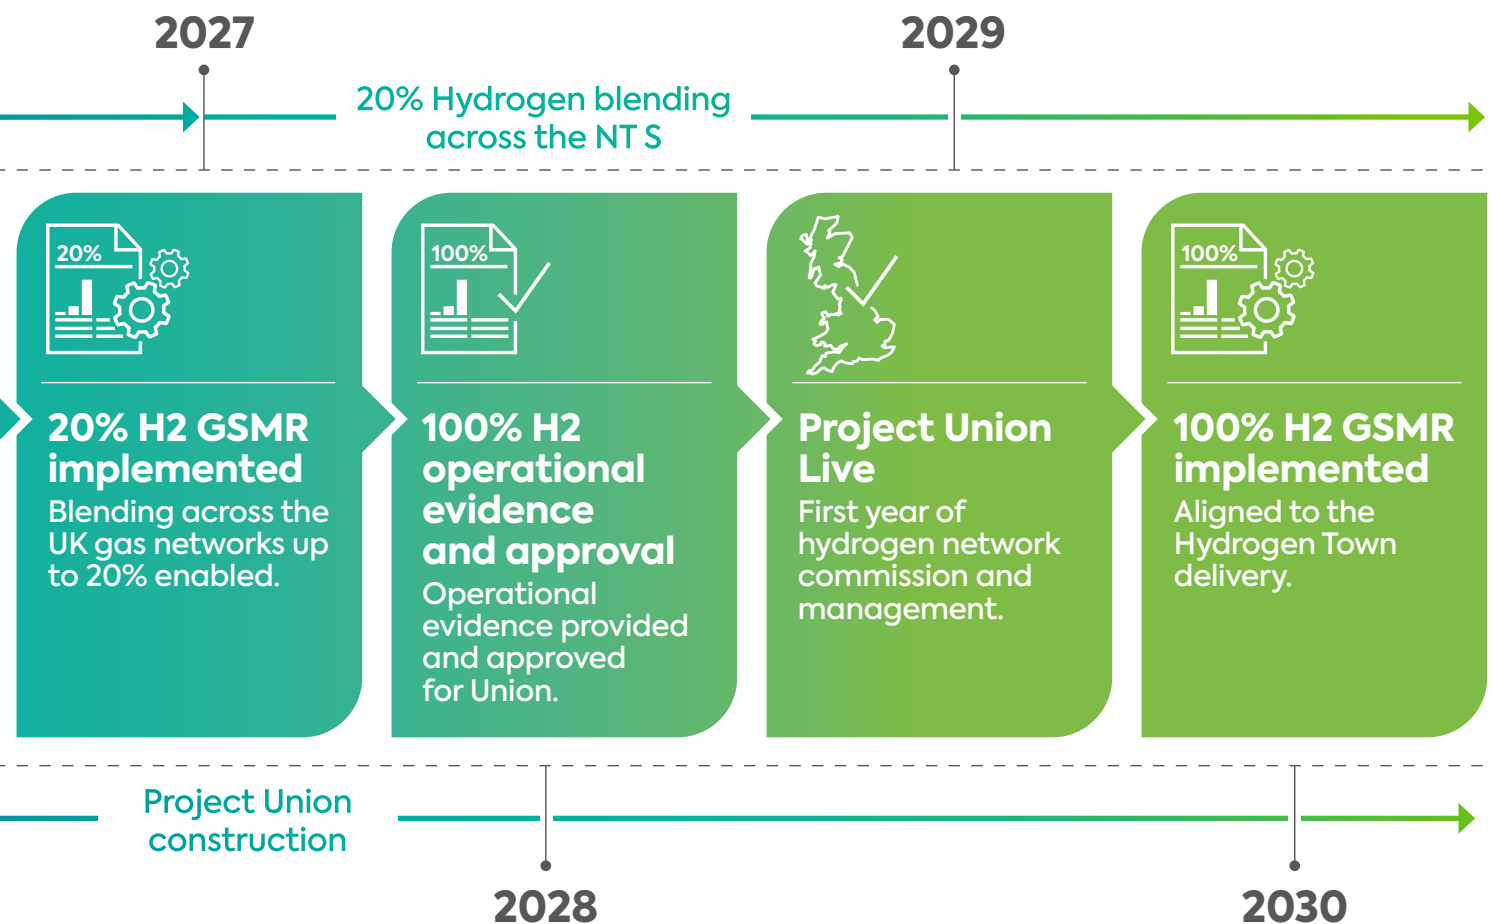 2027
2029
20% Hydrogen blending
across the NT S
20%
20% H2 GSMR
implemented
Blending across the
UK gas networks up
to 20% enabled.
100%
100% H2
operational
evidence
and approval
Operational
evidence provided
and approved
for Union.
Project Union
Live
First year of
hydrogen network
commission and
management.
100%
100% H2 GSMR
implemented
Aligned to the
Hydrogen Town
delivery.
Project Union
construction
2028
2030